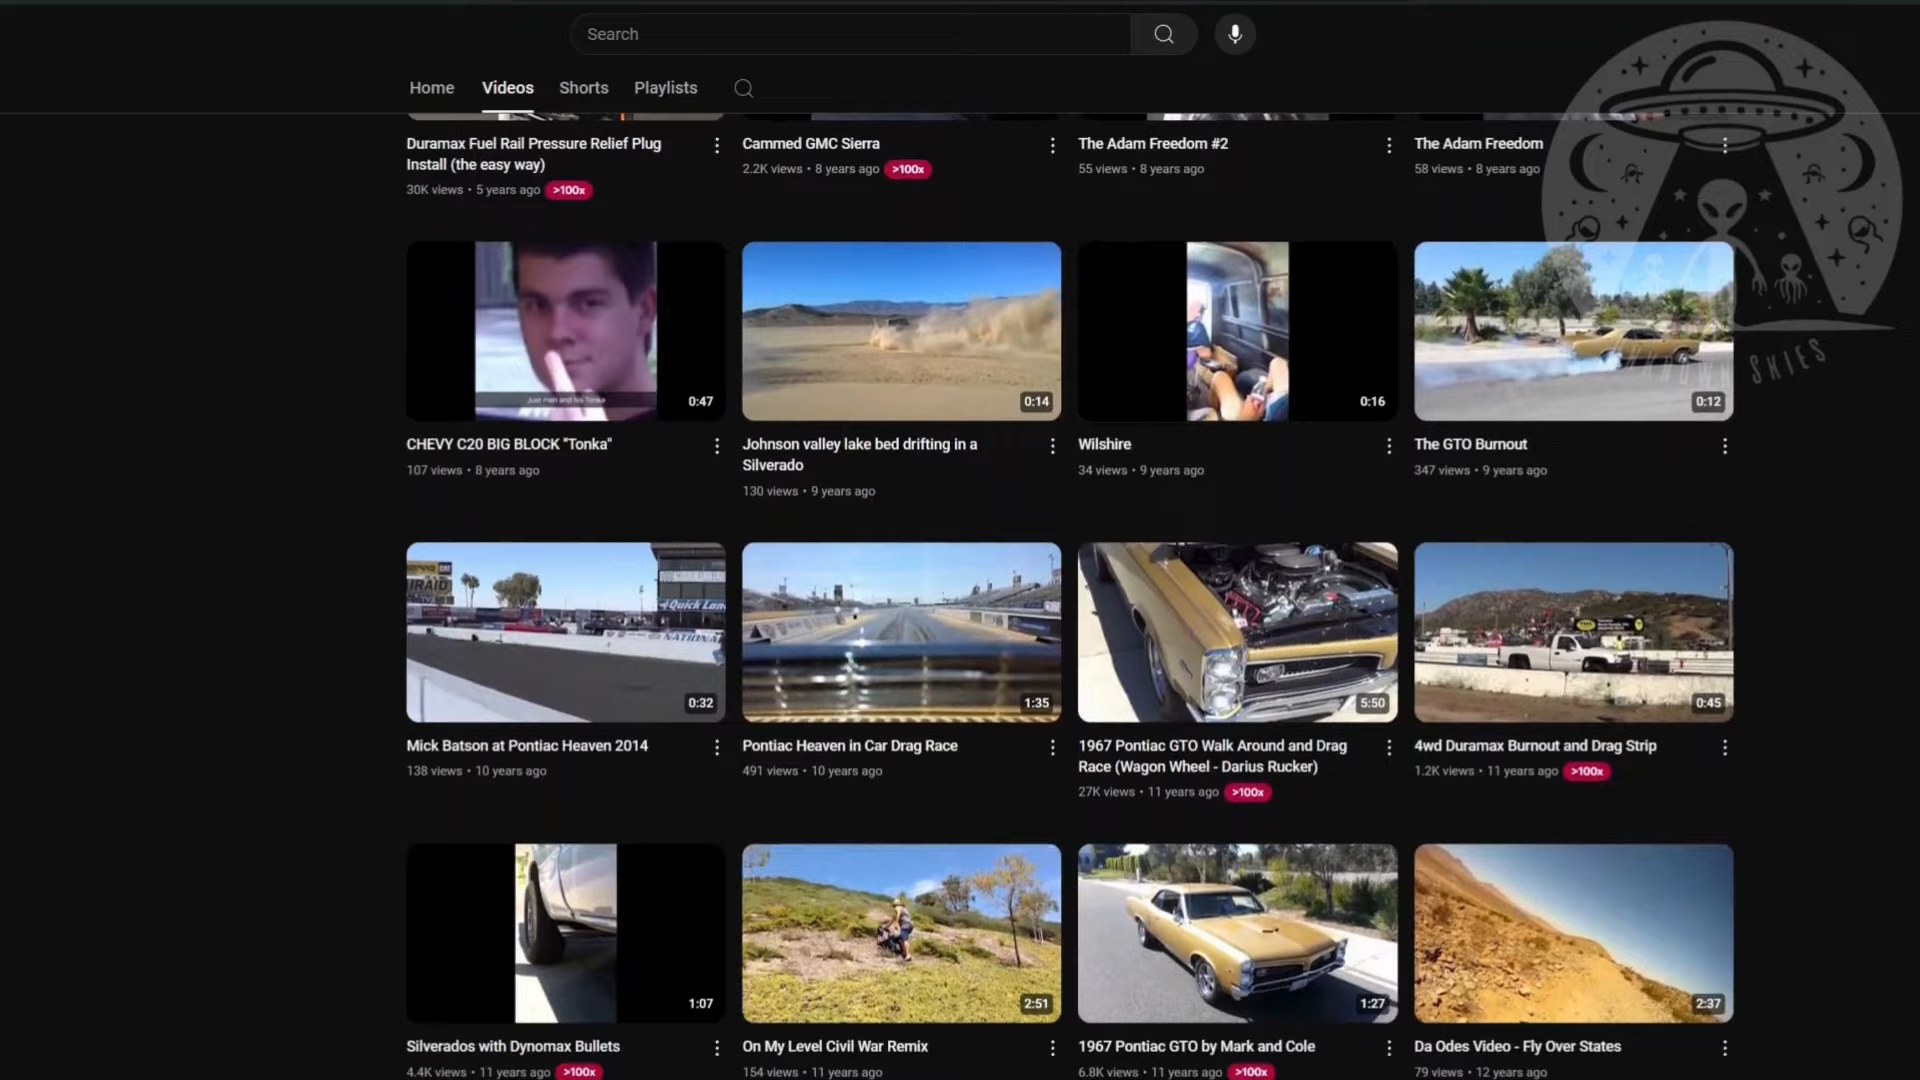 Search
Home Videos Shorts Playlists
Duramax Fuel Rail Pressure Relief Plug
Install (the easy way)
30K views • 5 years ago >100x
Cammed GMC Sierra
2.2K views • 8 years ago >100x
The Adam Freedom #2
55 views • 8 years ago
The Adam Freedom
58 views • 8 years ago
SKIES
Just matt and his Tonka
0:47
0:14
0:16
0:12
CHEVY C20 BIG BLOCK "Tonka"
107 views • 8 years ago
Johnson valley lake bed drifting in a
Silverado
130 views • 9 years ago
Wilshire
34 views • 9 years ago
The GTO Burnout
347 views • 9 years ago
Quick Lane
NATIONA
0:32
1:35
5:50
0:45
Mick Batson at Pontiac Heaven 2014
138 views • 10 years ago
Pontiac Heaven in Car Drag Race
491 views • 10 years ago
1967 Pontiac GTO Walk Around and Drag
Race (Wagon Wheel - Darius Rucker)
27K views • 11 years ago >100x
4wd Duramax Burnout and Drag Strip
1.2K views • 11 years ago >100x
1:07
2:51
1:27
2:37
Silverados with Dynomax Bullets
4.4K views • 11 years ago >100x
On My Level Civil War Remix
154 views • 11 years ago
1967 Pontiac GTO by Mark and Cole
6.8K views • 11 years ago >100x
Da Odes Video - Fly Over States
79 views • 12 years ago